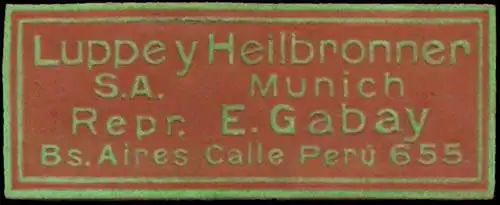 Luppe y Heilbronner
S.A. Munich
Repr. E. Gabay
Bs. Aires Calle Perú 655